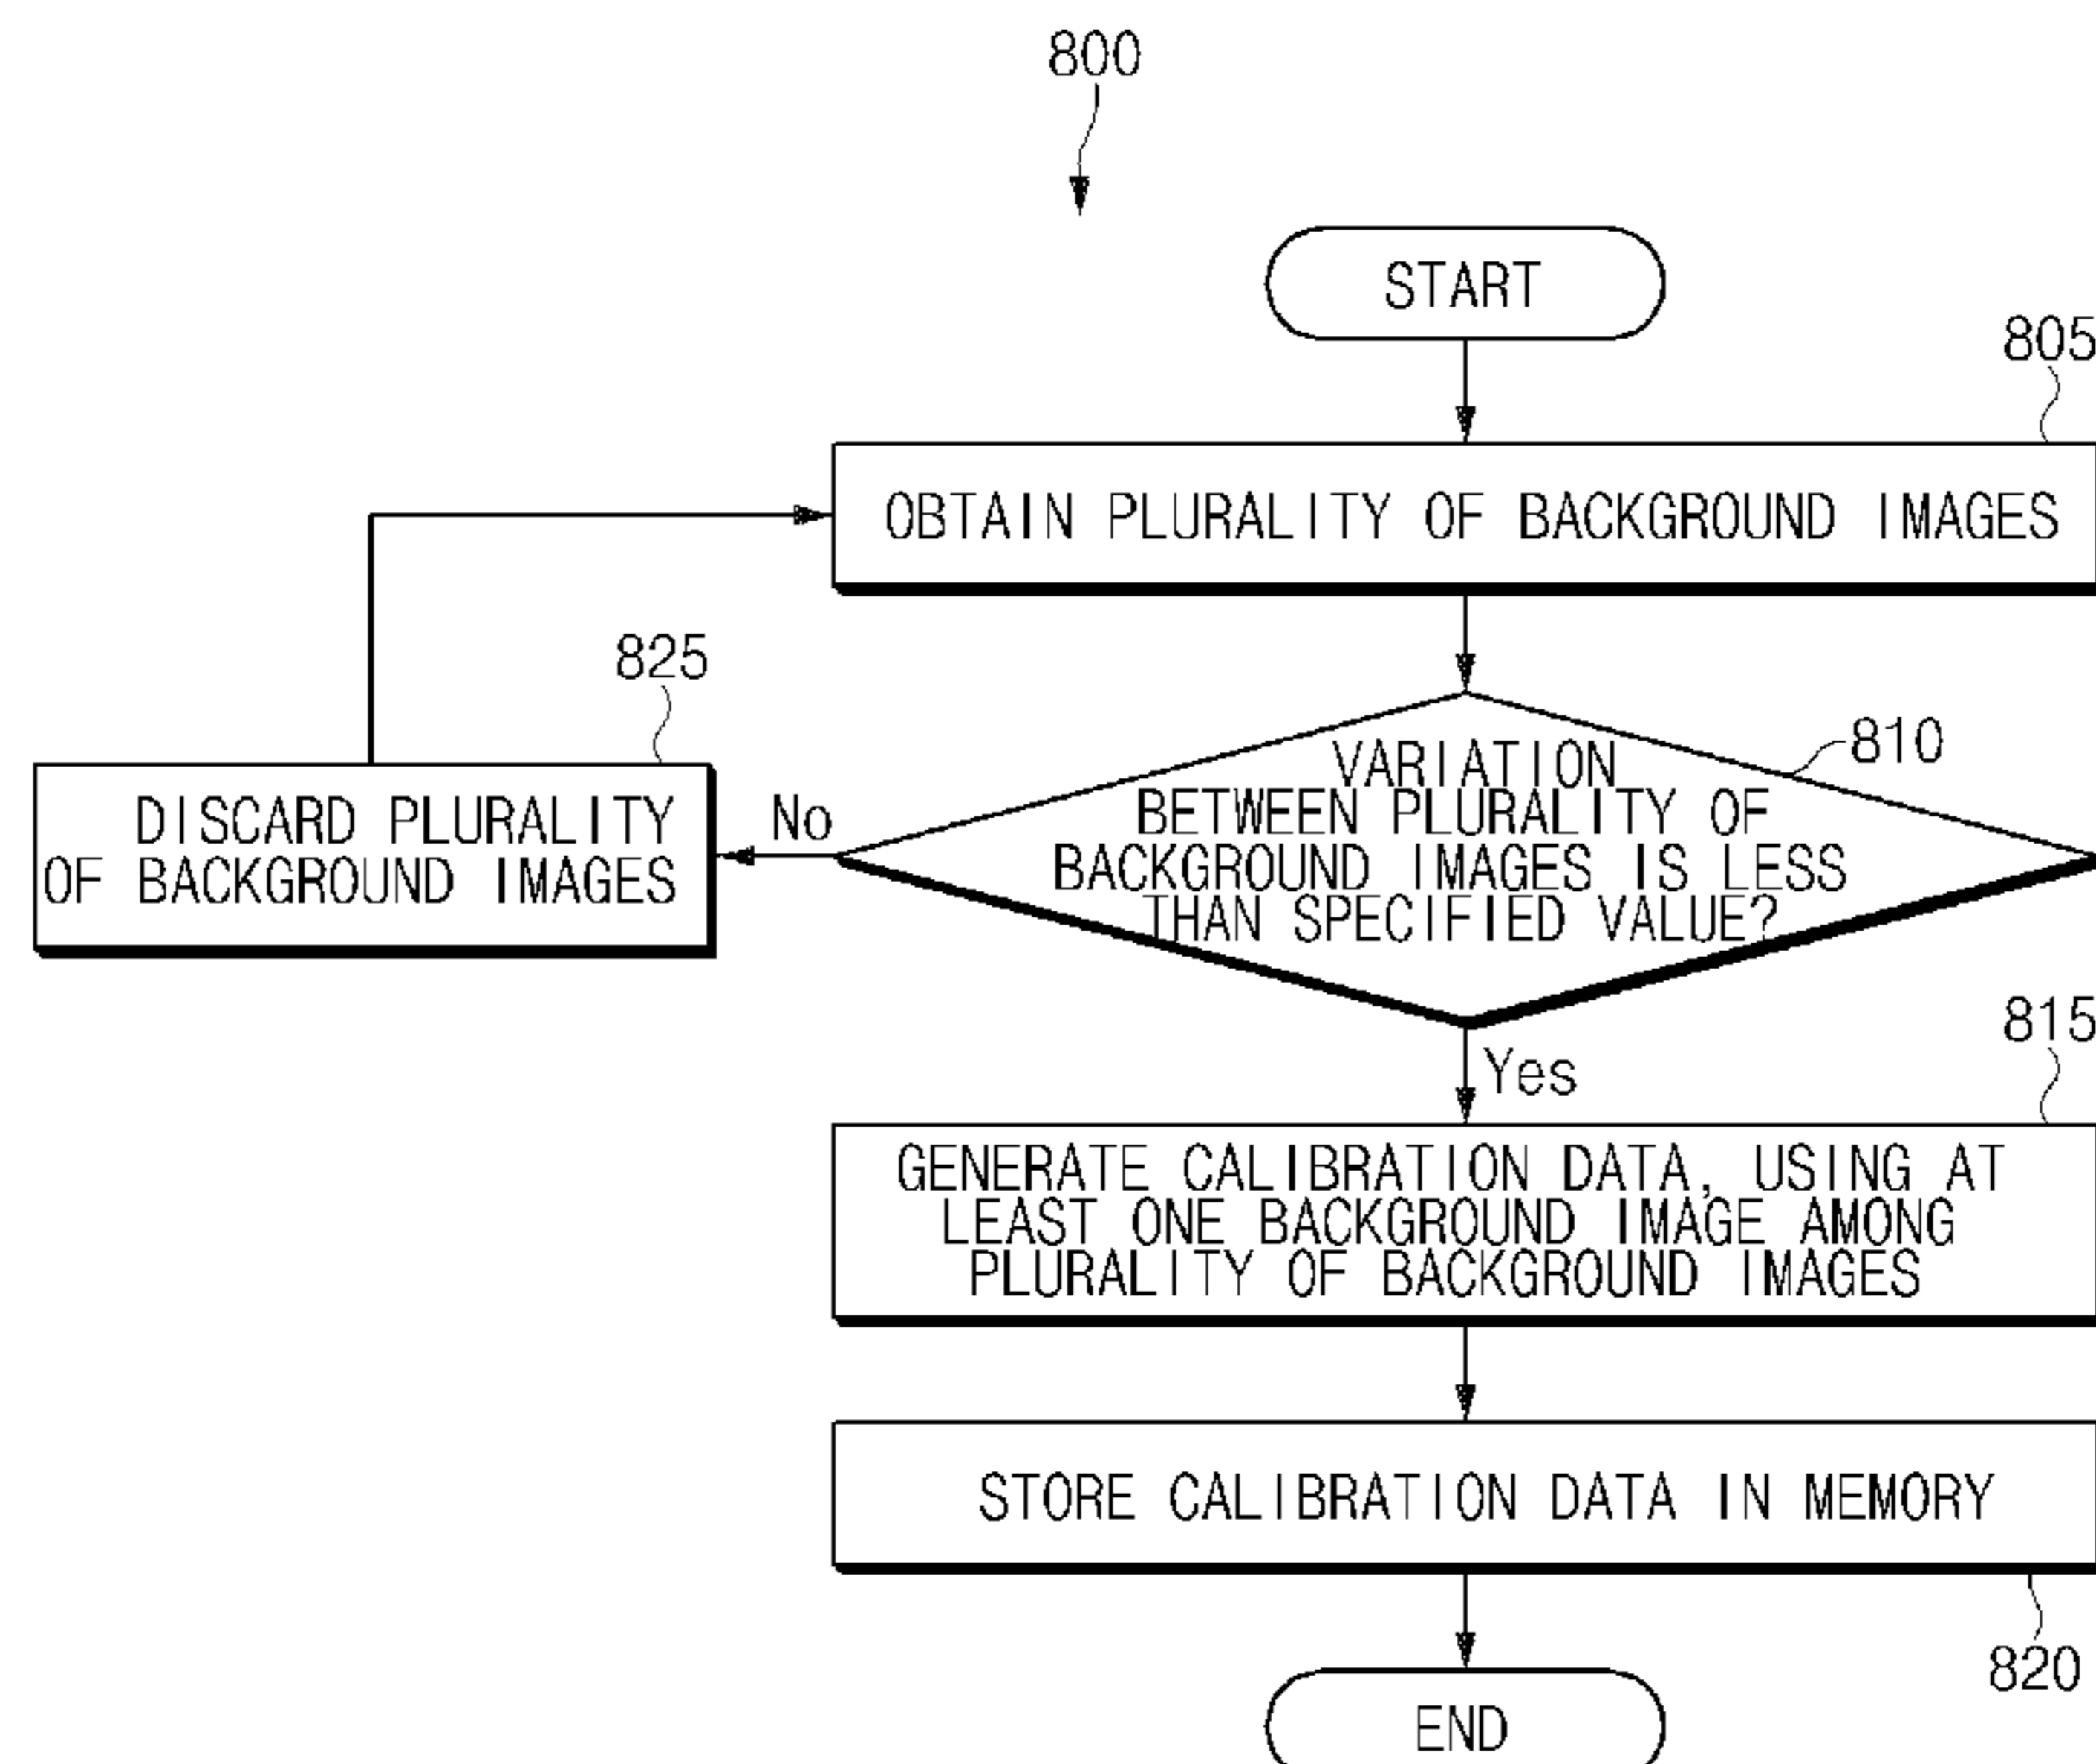 800
START
805
OBTAIN PLURALITY OF BACKGROUND IMAGES
825
DISCARD PLURALITY
OF BACKGROUND IMAGES
No
810
VARIATION
BETWEEN PLURALITY OF
BACKGROUND IMAGES IS LESS
THAN SPECIFIED VALUE?
Yes
815
GENERATE CALIBRATION DATA, USING AT
LEAST ONE BACKGROUND IMAGE AMONG
PLURALITY OF BACKGROUND IMAGES
STORE CALIBRATION DATA IN MEMORY
820
END